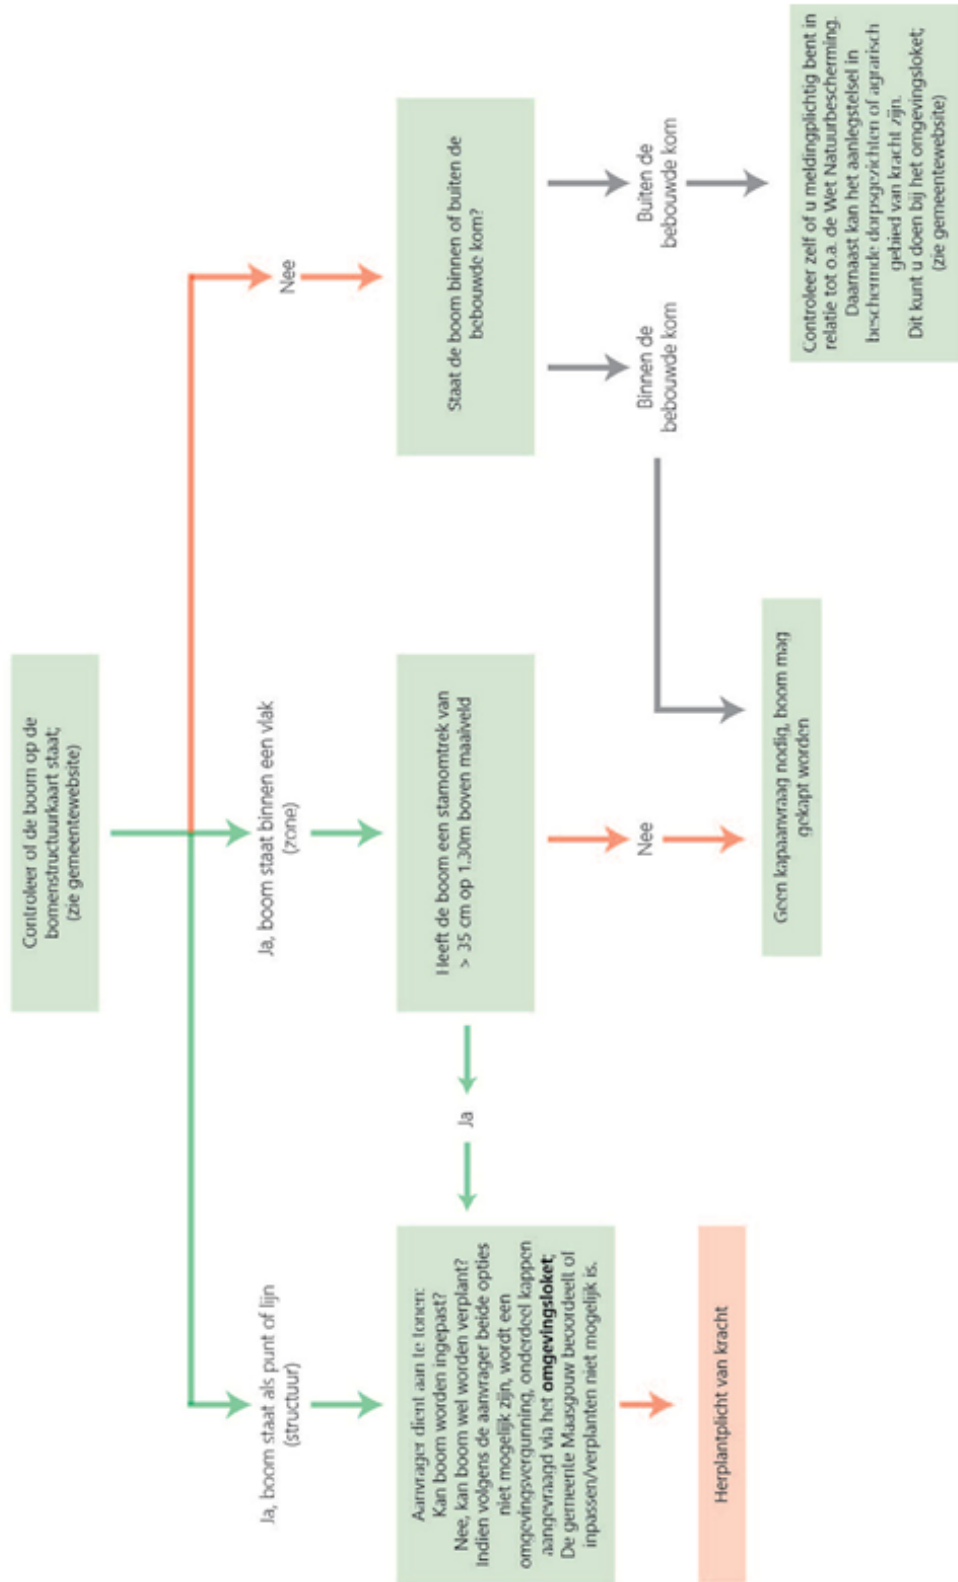 Controleer of de boom op de
bomenstructuurkaart staat;
(zie gemeentewebsite)
Ja, boom staat als punt of lijn
(structuur)
Ja, boom staat binnen een vlak
(zone)
Nee
Aanvrager dient aan te tonen:
Kan boom worden ingepast?
Nee, kan boom wel worden verplant?
Indien volgens de aanvrager beide opties
niet mogelijk zijn, wordt een
omgevingsvergunning, onderdeel kappen
aangevraagd via het omgevingsloket;
De gemeente Maasgouw beoordeelt of
inpassen/verplanten niet mogelijk is.
Ja
Heeft de boom een stamomtrek van
> 35 cm op 1.30m boven maaiveld
Staat de boom binnen of buiten de
bebouwde kom?
Nee
Binnen de
bebouwde kom
Buiten de
bebouwde kom
Herplantplicht van kracht
Geen kapaanvraag nodig, boom mag
gekapt worden
Controleer zelf of u meldingplichtig bent in
relatie tot o.a. de Wet Natuurbescherming.
Daarnaast kan het aanlegstelsel in
beschermde dorpsgezichten of agrarisch
gebied van kracht zijn.
Dit kunt u doen bij het omgevingsloket;
(zie gemeentewebsite)